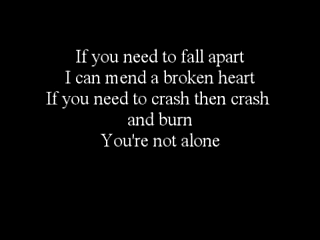 If you need to fall apart
I can mend a broken heart
If you need to crash then crash
and burn
You're not alone